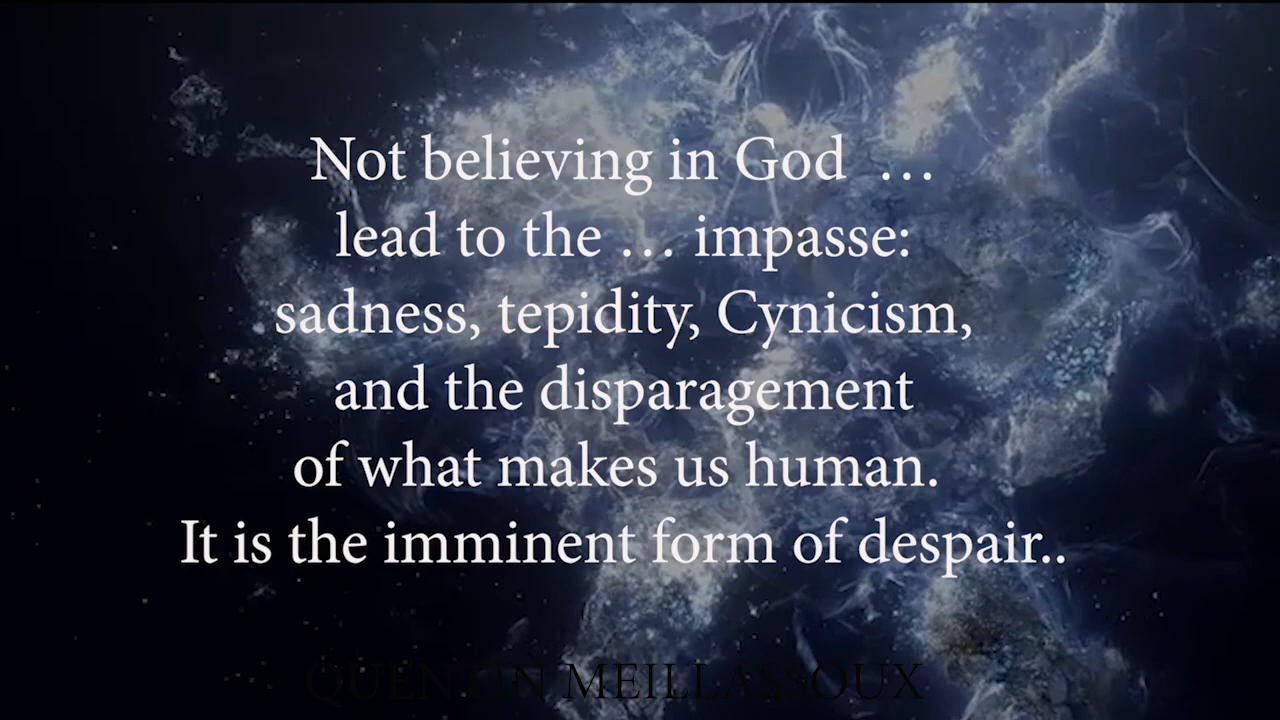 Not believing in God …
lead to the … impasse:
sadness, tepidity, Cynicism,
and the disparagement
of what makes us human.
It is the imminent form of despair..
QUENTIN MEILLASSOUX